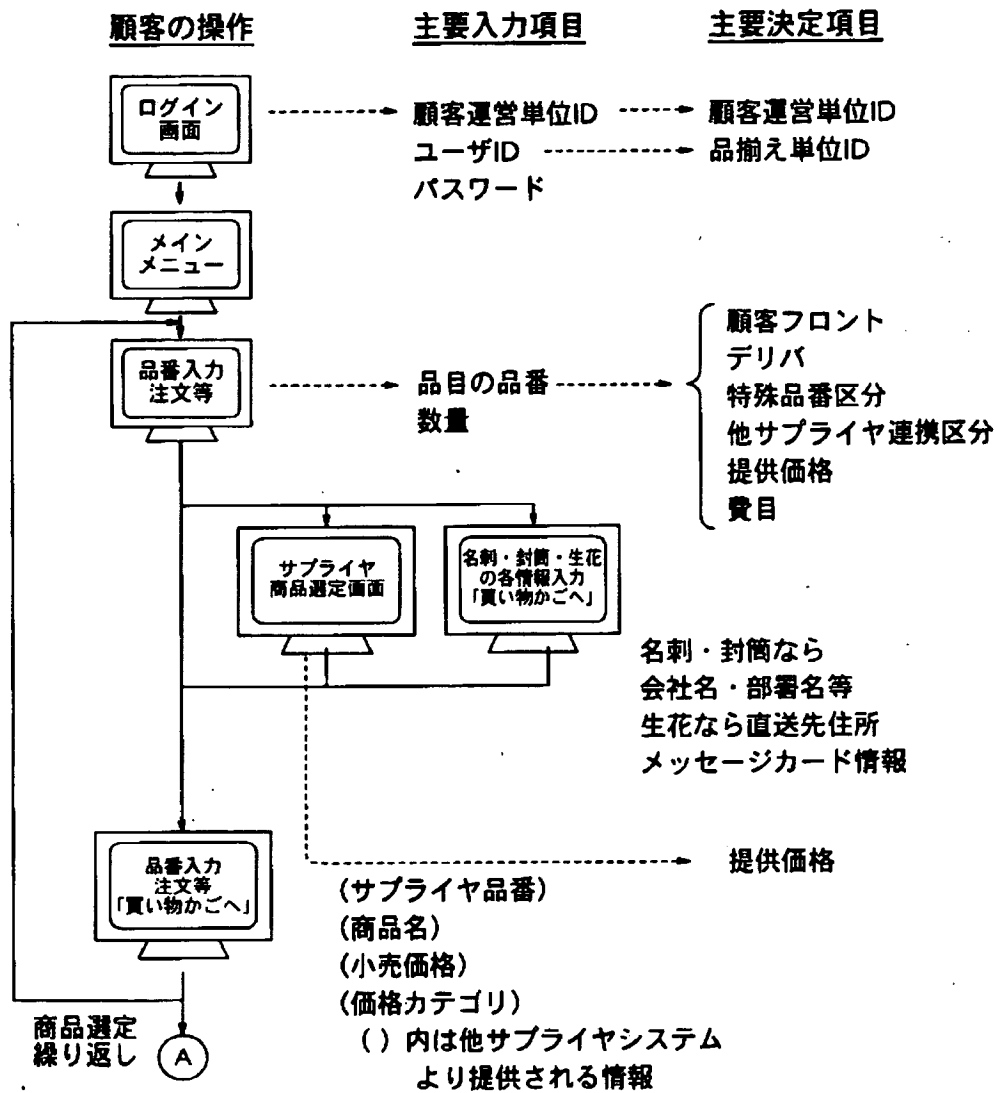 顧客の操作
主要入力項目
主要決定項目
ログイン
画面
顧客運営単位ID
顧客運営単位ID
ユーザID
品揃え単位ID
パスワード
メイン
メニュー
品番入力
注文等
品目の品番
数量
顧客フロント
デリバ
特殊品番区分
他サプライヤ連携区分
提供価格
費目
サプライヤ
商品選定画面
名刺・封筒・生花
の各情報入力
「買い物かごへ」
名刺・封筒なら
会社名・部署名等
生花なら直送先住所
メッセージカード情報
品番入力
注文等
「買い物かごへ」
提供価格
(サプライヤ品番)
(商品名)
(小売価格)
(価格カテゴリ)
( ) 内は他サプライヤシステム
より提供される情報
商品選定
繰り返し
A